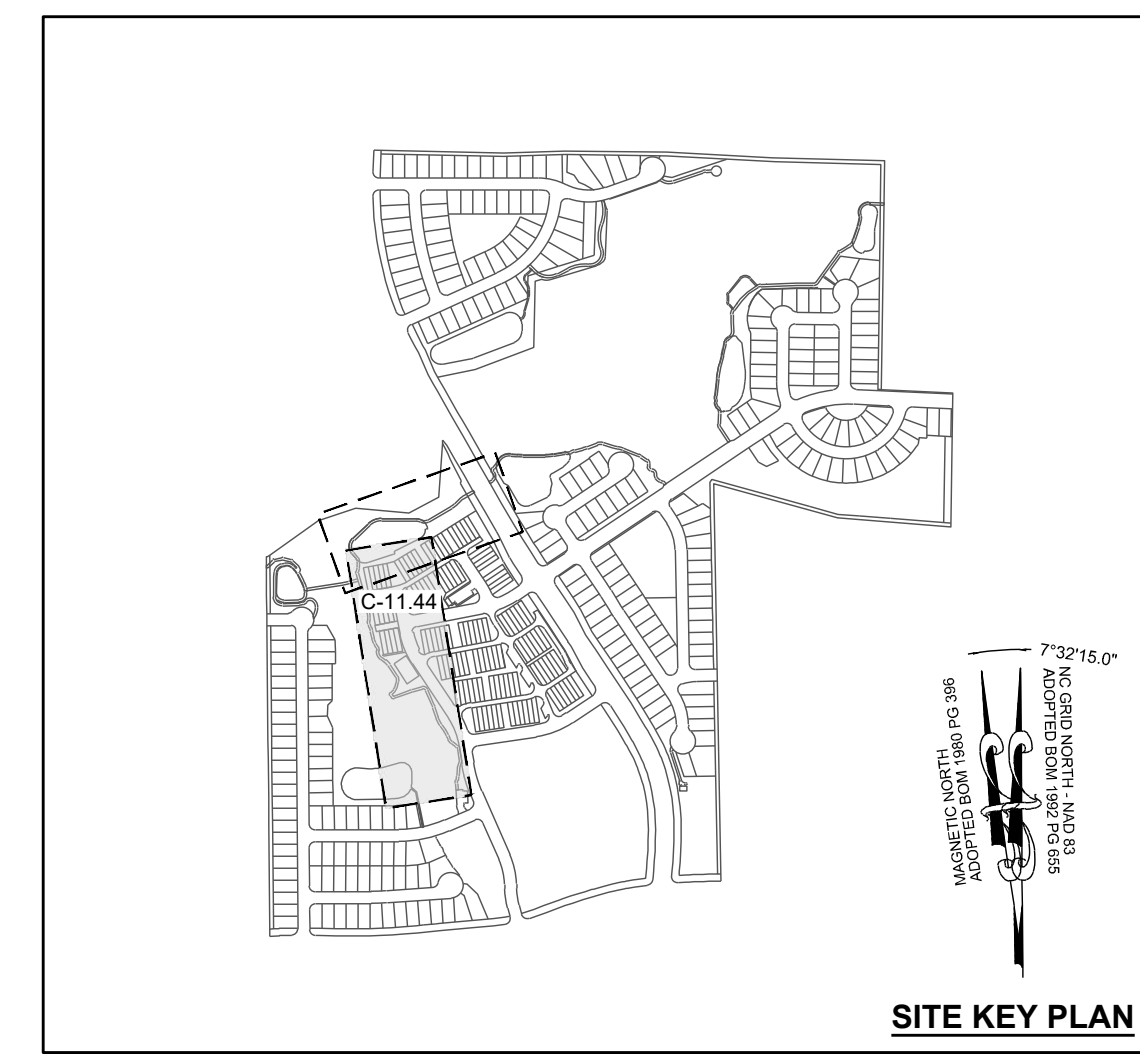 C-11.44
7°32'15.0"
NC GRID NORTH - NAD 83
ADOPTED BOM 1992 PG 655
MAGNETIC NORTH
ADOPTED BOM 1980 PG 396
SITE KEY PLAN